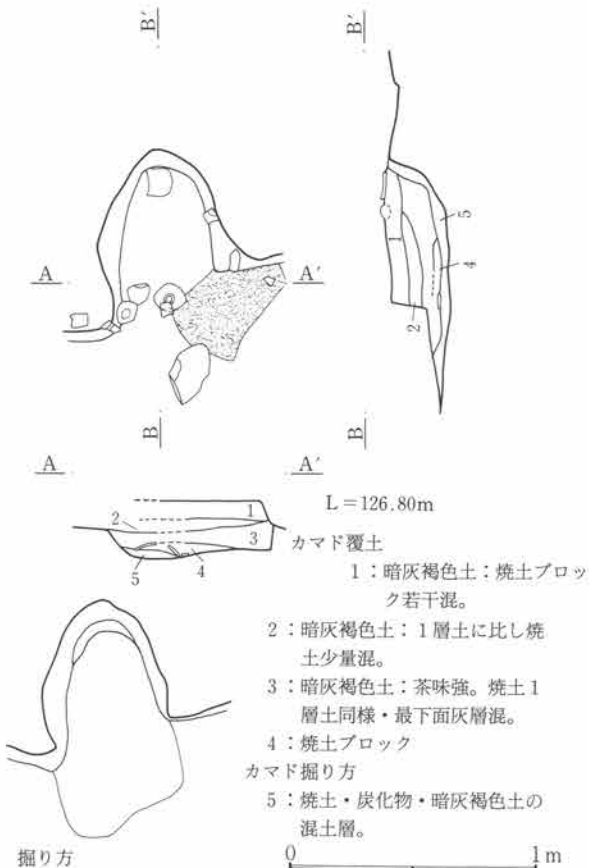 B′
B′
A
A′
1
5
4
2
B
B
A
A′
1
2
3
5
4
L＝126.80m
カマド覆土
1：暗灰褐色土：焼土ブロッ
ク若干混。
2：暗灰褐色土：1層土に比し焼
土少量混。
3：暗灰褐色土：茶味強。焼土1
層土同様・最下面灰層混。
4：焼土ブロック
カマド掘り方
5：焼土・炭化物・暗灰褐色土の
混土層。
掘り方
0
1m